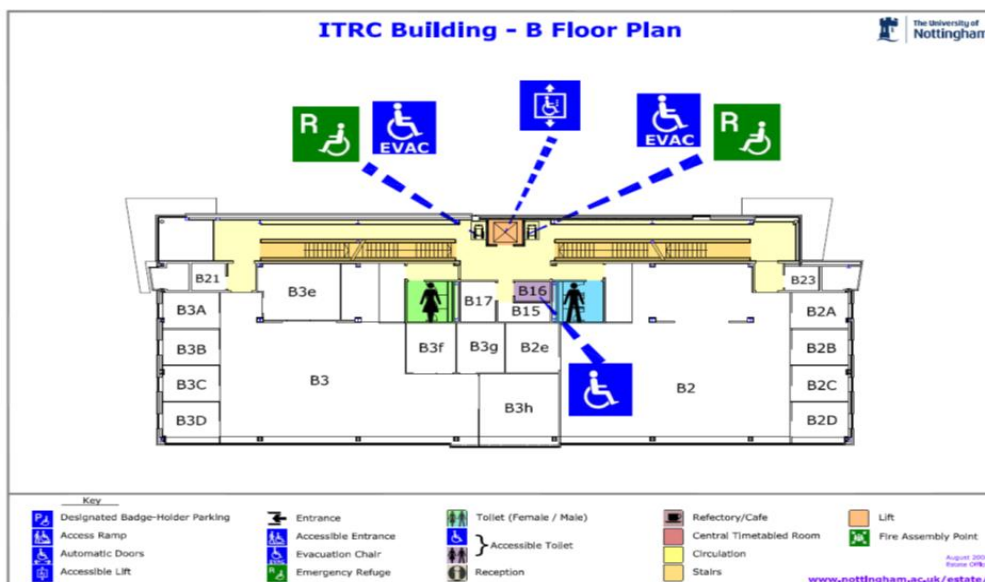 ITRC Building - B Floor Plan
The University of
Nottingham
R
EVAC
EVAC
R
B21
B3e
B17
B16
B15
B23
B3A
B3B
B3C
B3D
B3
B3f
B3g
B2e
B3h
B2
B2A
B2B
B2C
B2D
Key
P
Designated Badge-Holder Parking
Access Ramp
Automatic Doors
Accessible Lift
Entrance
Accessible Entrance
EVAC
Evacuation Chair
R
Emergency Refuge
Toilet (Female / Male)
Accessible Toilet
Reception
Refectory/Cafe
Central Timetabled Room
Circulation
Stairs
Lift
Fire Assembly Point
August
Estate
www.nottingham.ac.uk/estate